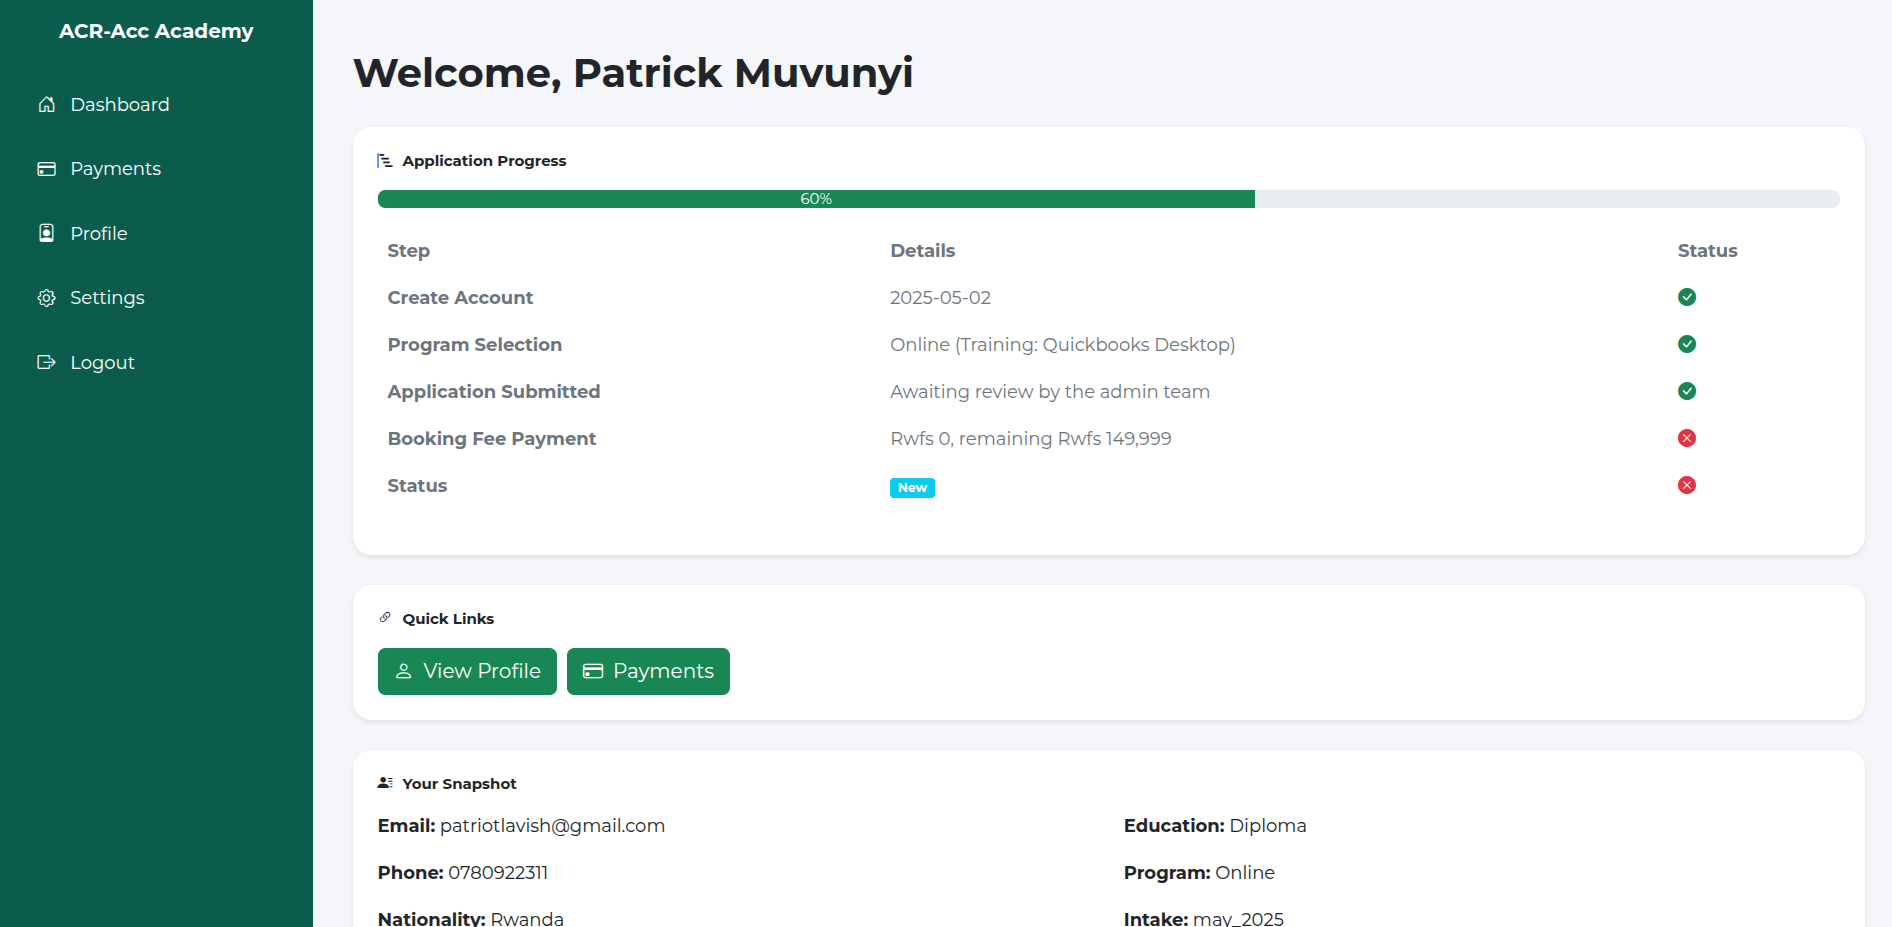 ACR-Acc Academy
Dashboard
Payments
Profile
Settings
Logout
Welcome, Patrick Muvunyi
Application Progress
60%
Step Details Status
Create Account 2025-05-02
Program Selection Online (Training: Quickbooks Desktop)
Application Submitted Awaiting review by the admin team
Booking Fee Payment Rwfs 0, remaining Rwfs 149,999
Status New
Quick Links
View Profile Payments
Your Snapshot
Email: patriotlavish@gmail.com Education: Diploma
Phone: 0780922311 Program: Online
Nationality: Rwanda Intake: may_2025